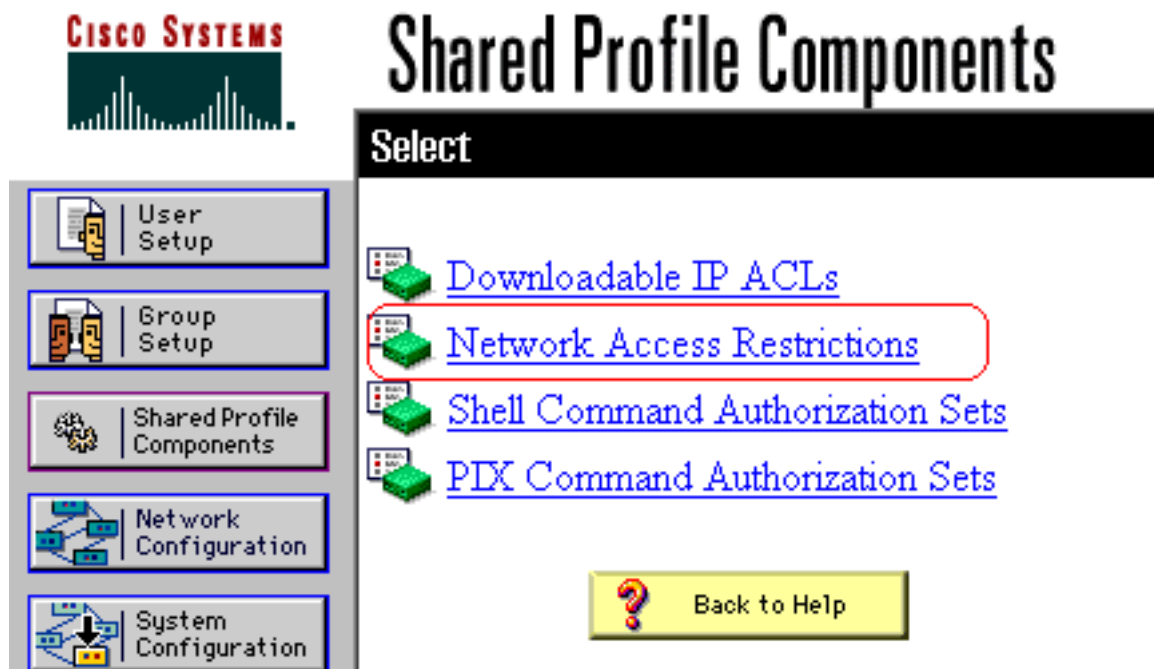 CISCO SYSTEMS
Shared Profile Components
Select
User
Setup
Group
Setup
Shared Profile
Components
Network
Configuration
System
Configuration
Downloadable IP ACLs
Network Access Restrictions
Shell Command Authorization Sets
PIX Command Authorization Sets
? Back to Help